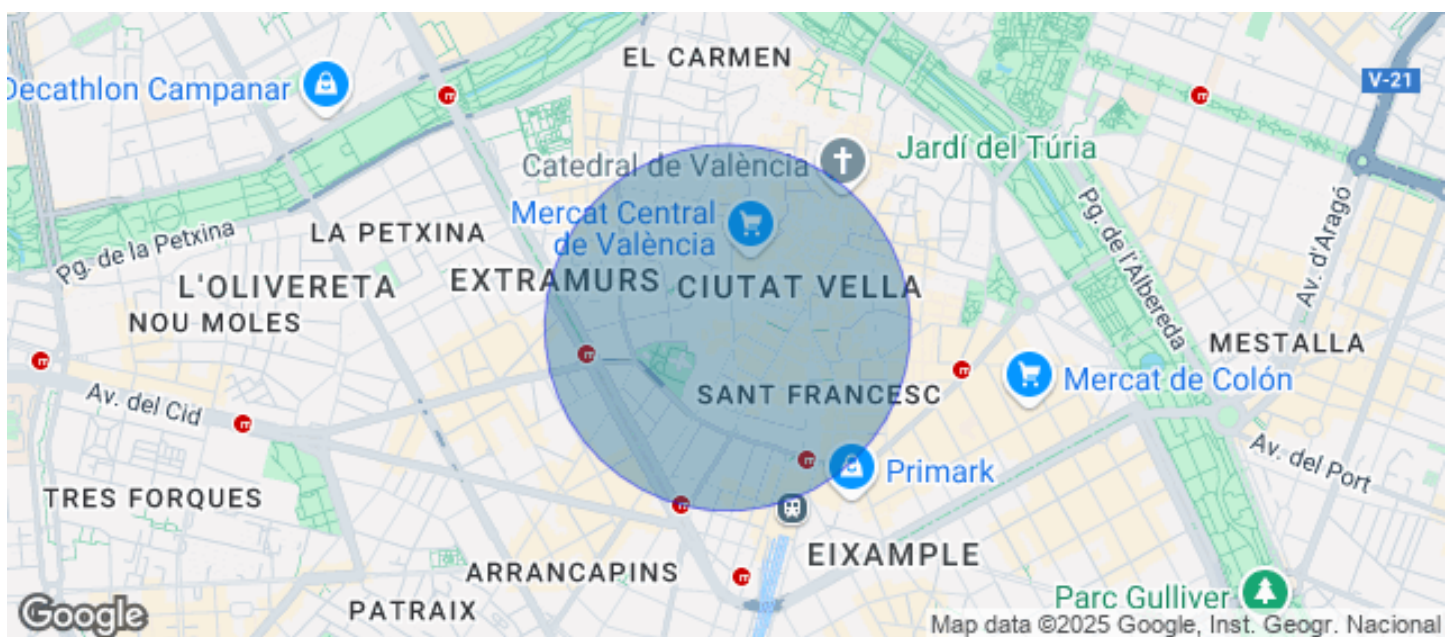 EL CARMEN
V-21
Decathlon Campanar
Jardí del Túria
Catedral de València
Mercat Central
de València
Pg. de la Petxina
LA PETXINA
Pg. de l'Albereda
Av. d'Aragó
L'OLIVERETA
EXTRAMURS
CIUTAT VELLA
NOU MOLES
MESTALLA
Mercat de Colón
Av. del Cid
SANT FRANCESC
Av. del Port
Primark
TRES FORQUES
EIXAMPLE
ARRANCAPINS
Parc Gulliver
PATRAIX
Google
Map data ©2025 Google, Inst. Geogr. Nacional